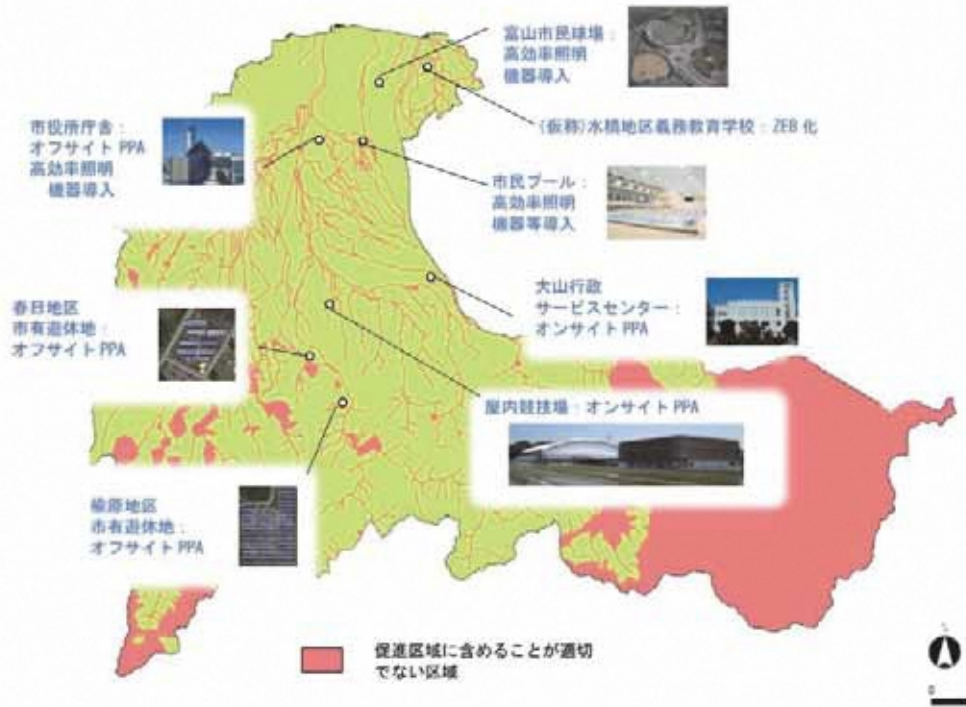 富山市民球場：
高効率照明
機器導入
(仮称)水橋地区義務教育学校：ZEB化
市役所庁舎：
オフサイトPPA
高効率照明
機器導入
市民プール：
高効率照明
機器等導入
大山行政
サービスセンター：
オンサイトPPA
春日地区
市有遊休地：
オフサイトPPA
屋内競技場：オンサイトPPA
楡原地区
市有遊休地：
オフサイトPPA
促進区域に含めることが適切
でない区域
0